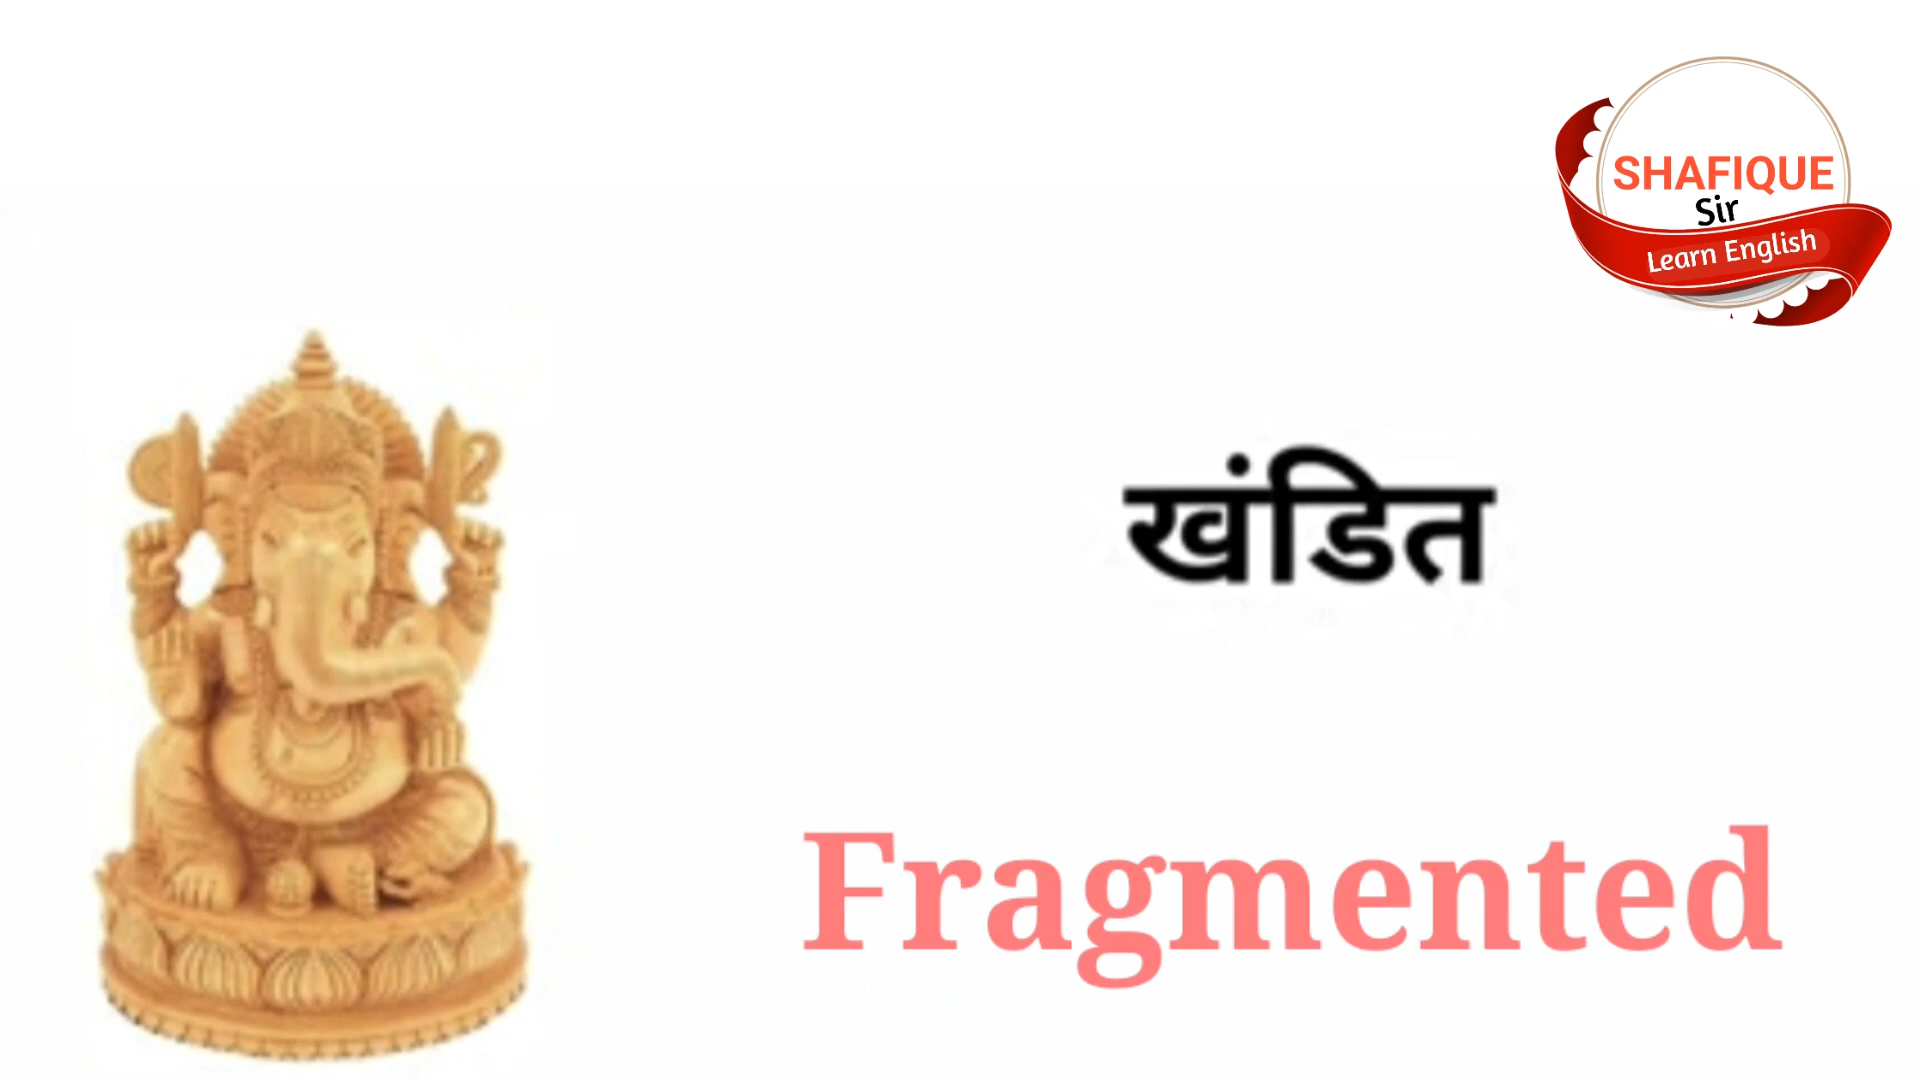 SHAFIQUE
Sir
Learn English
खंडित
Fragmented